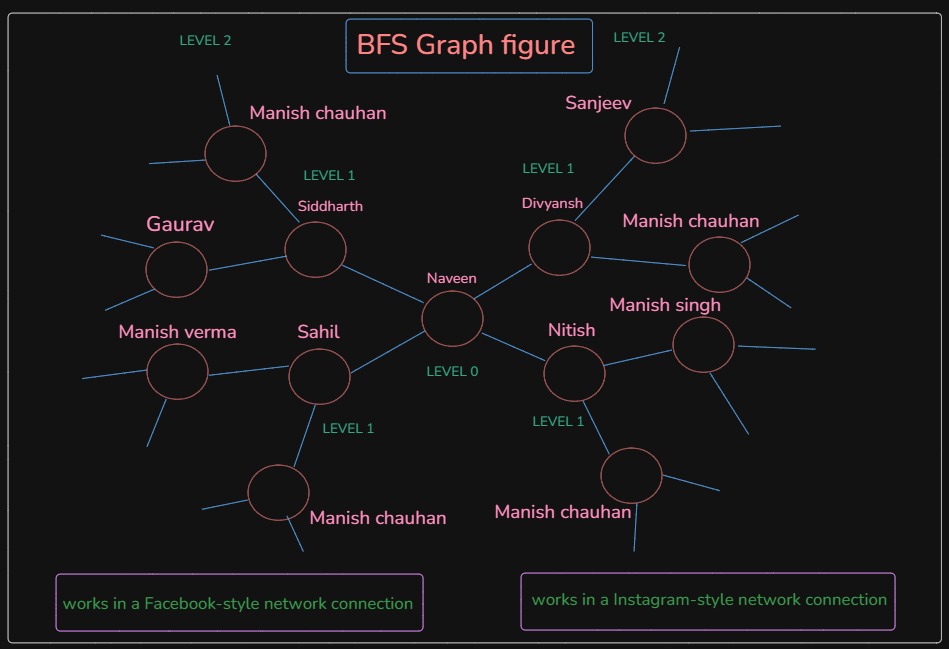 BFS Graph figure
LEVEL 2
LEVEL 2
Manish chauhan
Sanjeev
LEVEL 1
LEVEL 1
Siddharth
Divyansh
Gaurav
Manish chauhan
Naveen
Manish singh
Manish verma
Sahil
Nitish
LEVEL 0
LEVEL 1
LEVEL 1
Manish chauhan
Manish chauhan
works in a Facebook-style network connection
works in a Instagram-style network connection